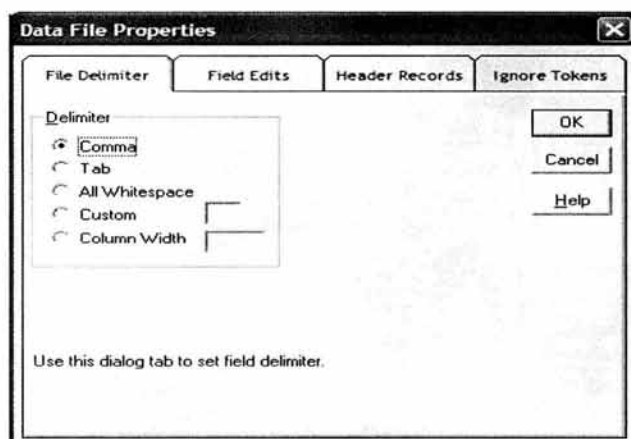 Data File Properties
File Delimiter Field Edits Header Records Ignore Tokens
Delimiter
Comma
Tab
All Whitespace
Custom
Column Width
OK
Cancel
Help
Use this dialog tab to set field delimiter.